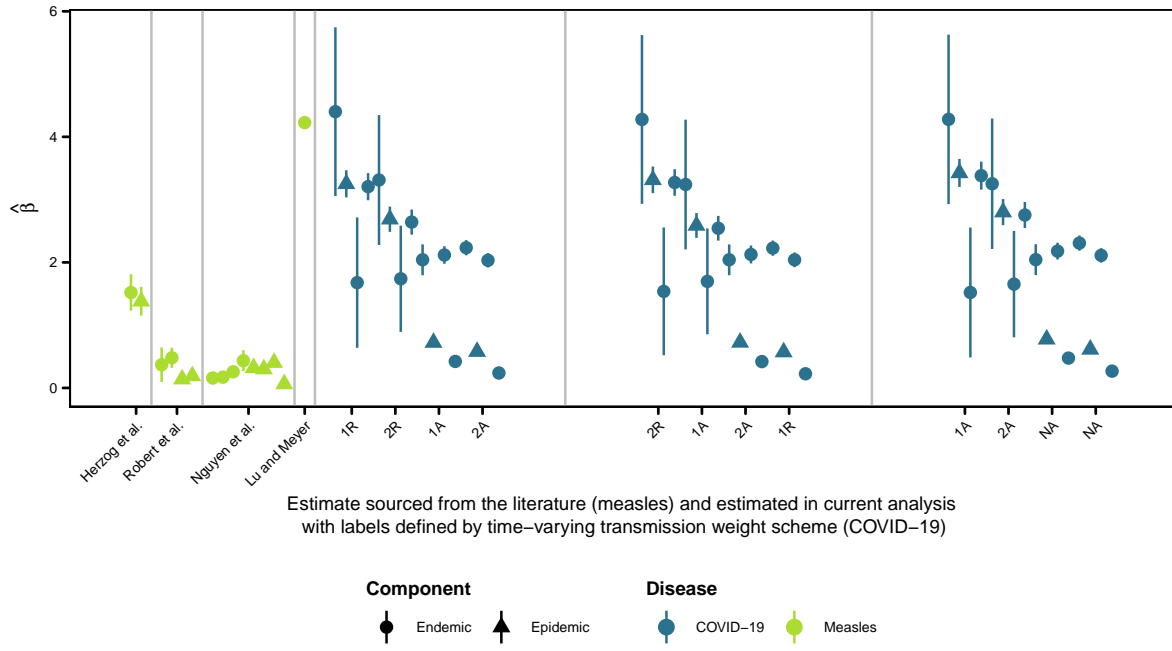 6
4
2
0
β̂
Herzog et al.
Robert et al.
Nguyen et al.
Lu and Meyer
1R
2R
1A
2A
2R
1A
2A
1R
1A
2A
NA
NA
Estimate sourced from the literature (measles) and estimated in current analysis
with labels defined by time−varying transmission weight scheme (COVID−19)
Component
Endemic
Epidemic
Disease
COVID−19
Measles